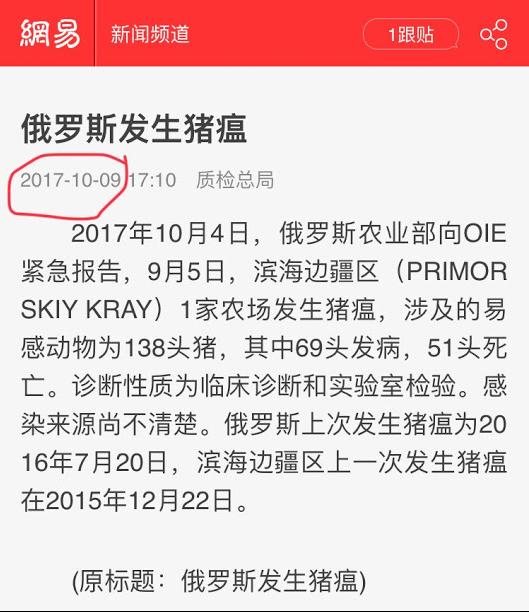 網易 新闻频道 1跟贴
俄罗斯发生猪瘟
2017-10-09 17:10 质检总局
2017年10月4日，俄罗斯农业部向OIE
紧急报告，9月5日，滨海边疆区（PRIMOR
SKIY KRAY）1家农场发生猪瘟，涉及的易
感动物为138头猪，其中69头发病，51头死
亡。诊断性质为临床诊断和实验室检验。感
染来源尚不清楚。俄罗斯上次发生猪瘟为20
16年7月20日，滨海边疆区上一次发生猪瘟
在2015年12月22日。
(原标题：俄罗斯发生猪瘟)